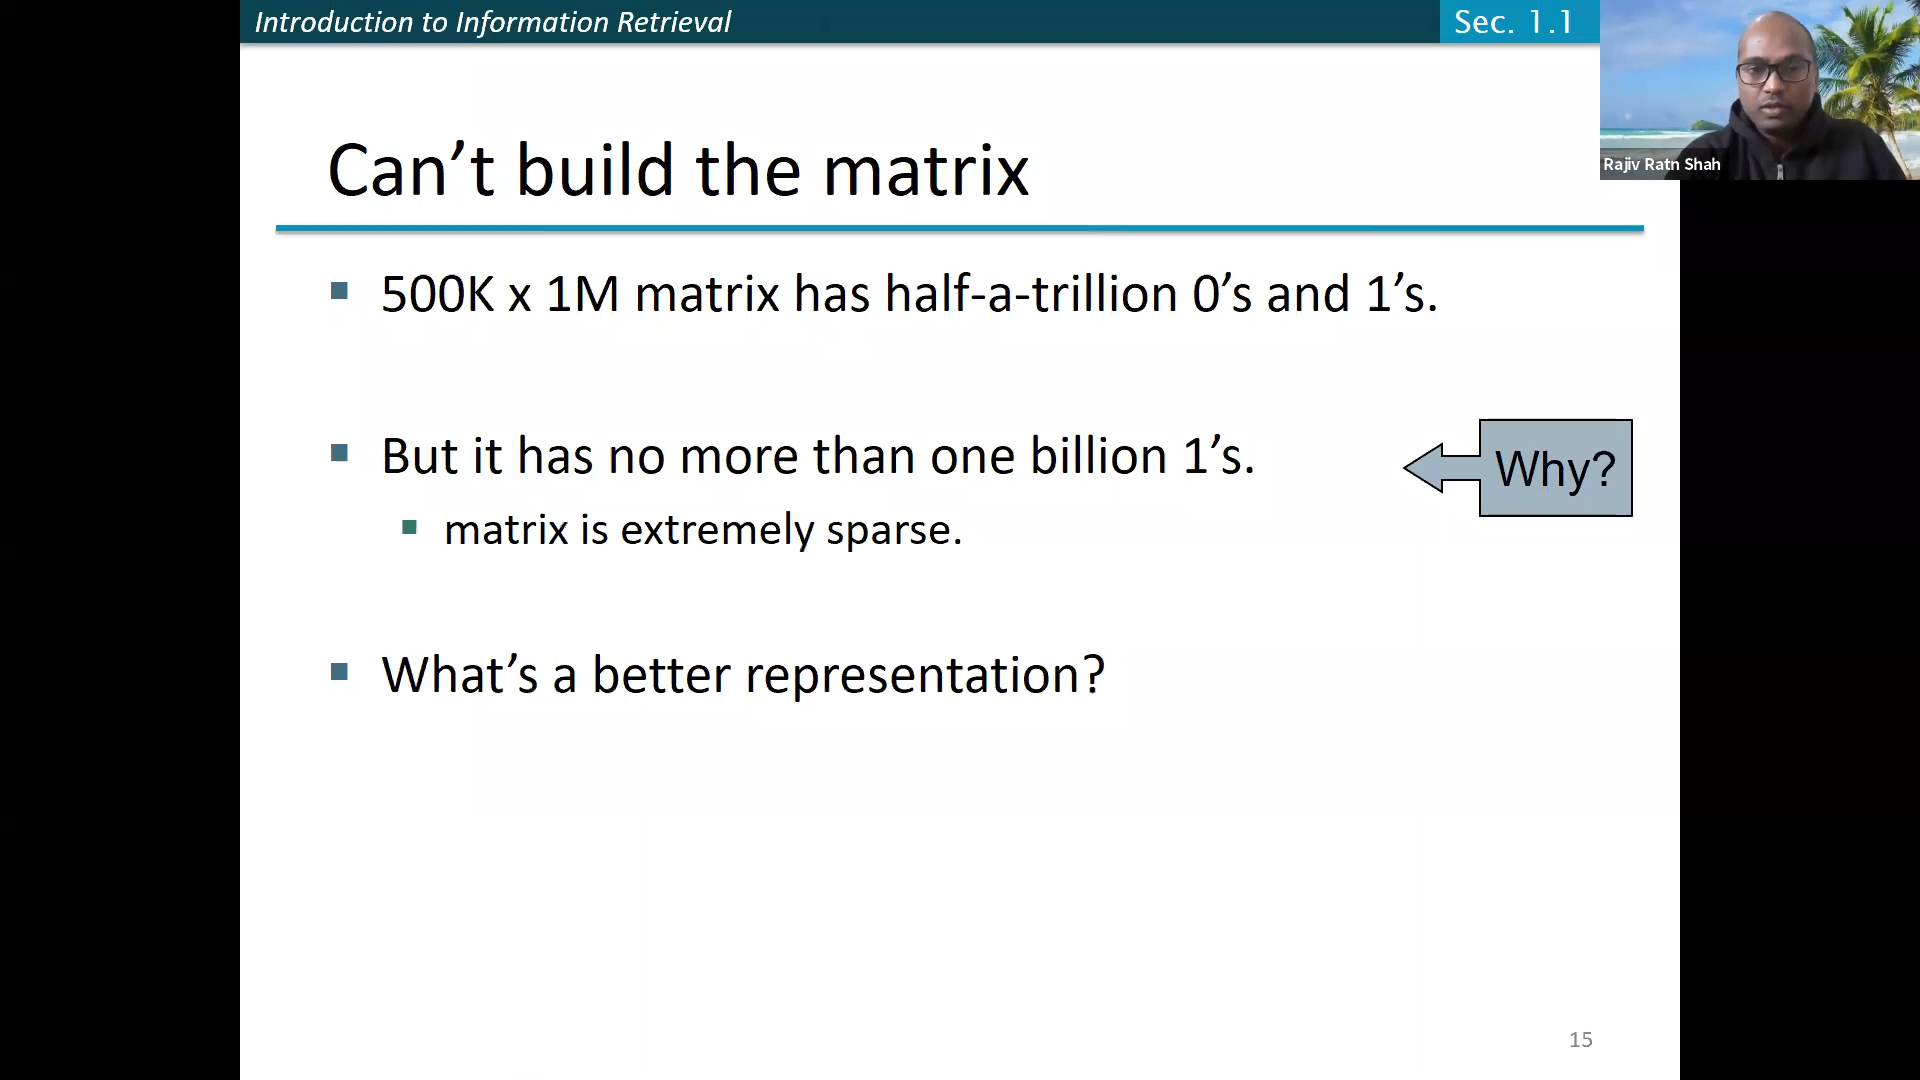 Introduction to Information Retrieval
Sec. 1.1
Rajiv Ratn Shah
Can’t build the matrix
500K x 1M matrix has half-a-trillion 0’s and 1’s.
But it has no more than one billion 1’s.
Why?
matrix is extremely sparse.
What’s a better representation?
15